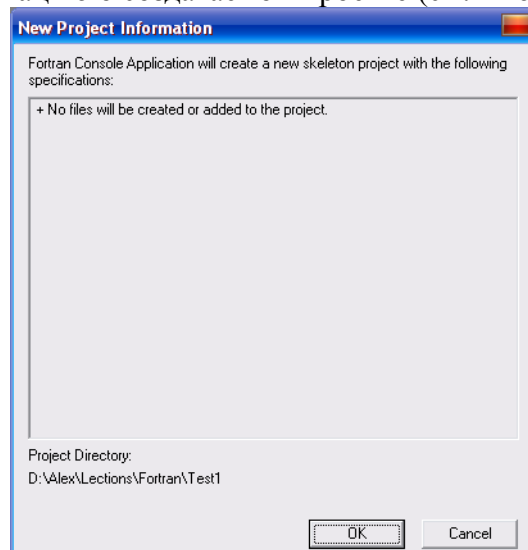 New Project Information
Fortran Console Application will create a new skeleton project with the following
specifications:
+ No files will be created or added to the project.
Project Directory:
D:\Alex\Lections\Fortran\Test1
OK Cancel